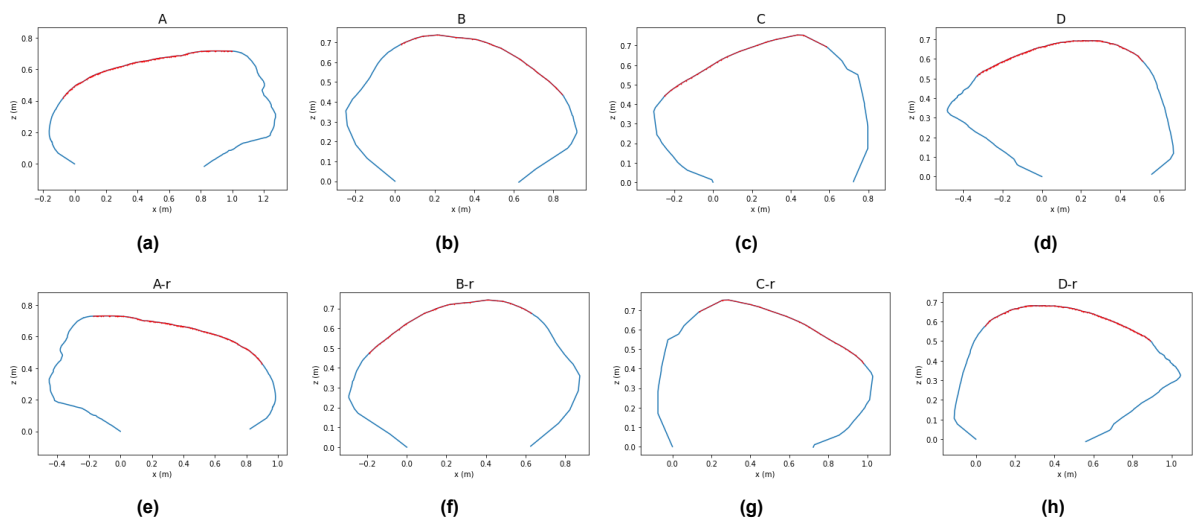 A
B
C
D
0.8
0.6
0.4
0.2
0.0
z (m)
−0.2 0.0 0.2 0.4 0.6 0.8 1.0 1.2
x (m)
0.7
0.6
0.5
0.4
0.3
0.2
0.1
0.0
z (m)
−0.2 0.0 0.2 0.4 0.6 0.8
x (m)
0.7
0.6
0.5
0.4
0.3
0.2
0.1
0.0
z (m)
−0.2 0.0 0.2 0.4 0.6 0.8
x (m)
0.7
0.6
0.5
0.4
0.3
0.2
0.1
0.0
z (m)
−0.4 −0.2 0.0 0.2 0.4 0.6
x (m)
(a)
(b)
(c)
(d)
A-r
B-r
C-r
D-r
0.8
0.6
0.4
0.2
0.0
z (m)
−0.4 −0.2 0.0 0.2 0.4 0.6 0.8 1.0
x (m)
0.7
0.6
0.5
0.4
0.3
0.2
0.1
0.0
z (m)
−0.2 0.0 0.2 0.4 0.6 0.8
x (m)
0.7
0.6
0.5
0.4
0.3
0.2
0.1
0.0
z (m)
0.0 0.2 0.4 0.6 0.8 1.0
x (m)
0.7
0.6
0.5
0.4
0.3
0.2
0.1
0.0
z (m)
0.0 0.2 0.4 0.6 0.8 1.0
x (m)
(e)
(f)
(g)
(h)